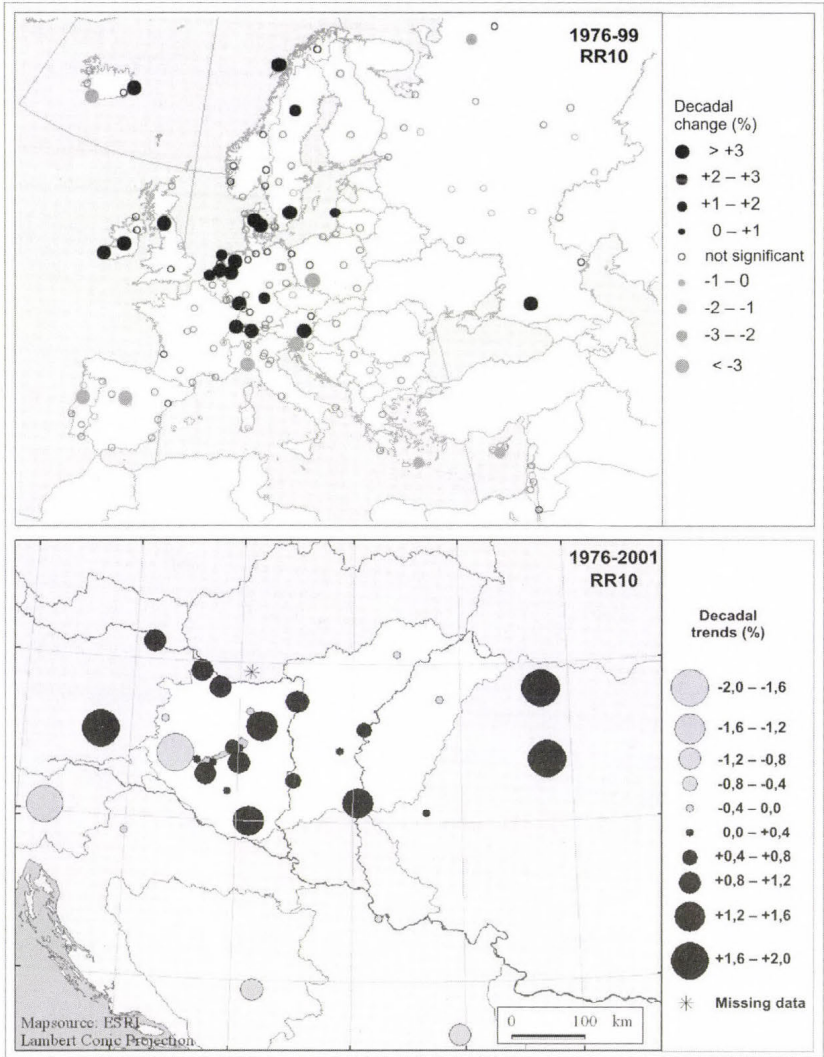 1976-99
RR10
Decadal
change (%)
> +3
+2 – +3
+1 – +2
0 – +1
not significant
-1 – 0
-2 – -1
-3 – -2
< -3
1976-2001
RR10
Decadal
trends (%)
-2,0 – -1,6
-1,6 – -1,2
-1,2 – -0,8
-0,8 – -0,4
-0,4 – 0,0
0,0 – +0,4
+0,4 – +0,8
+0,8 – +1,2
+1,2 – +1,6
+1,6 – +2,0
Missing data
Mapsource: ESRI
Lambert Conic Projection
0 100 km